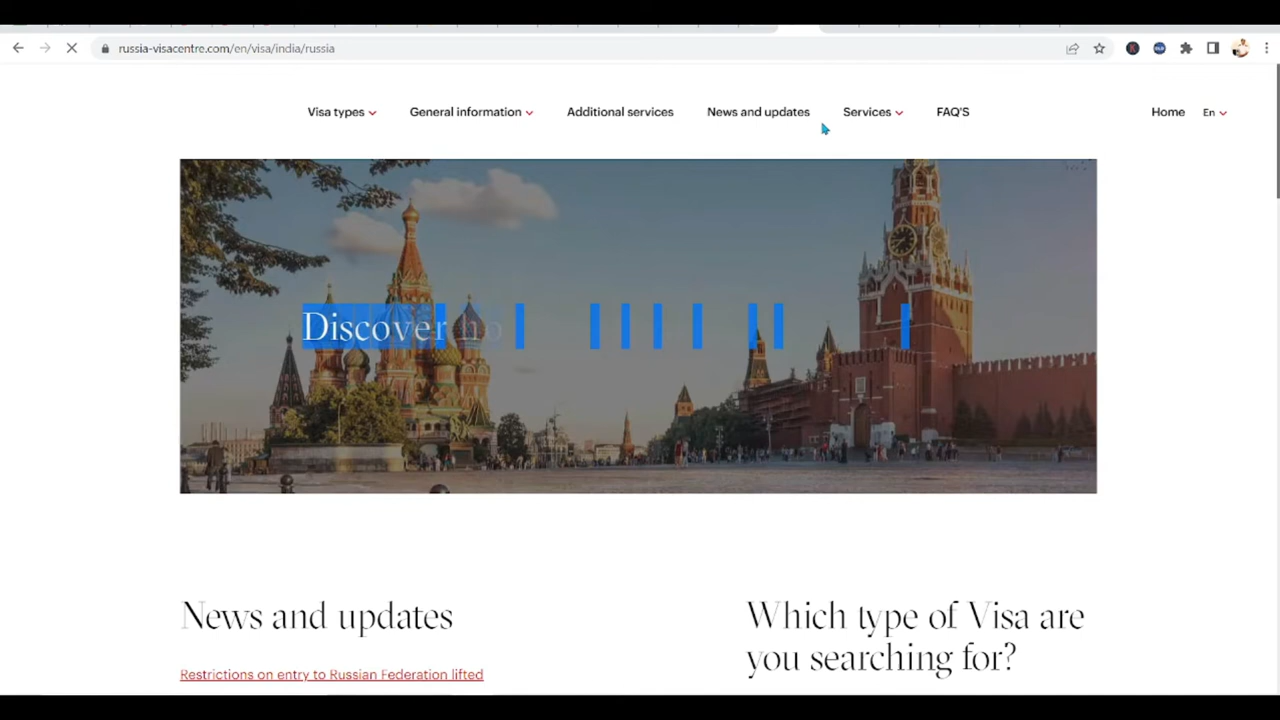 russia-visacentre.com/en/visa/india/russia
Visa types General information Additional services News and updates Services FAQ'S Home En
Discover ho
News and updates
Which type of Visa are
you searching for?
Restrictions on entry to Russian Federation lifted